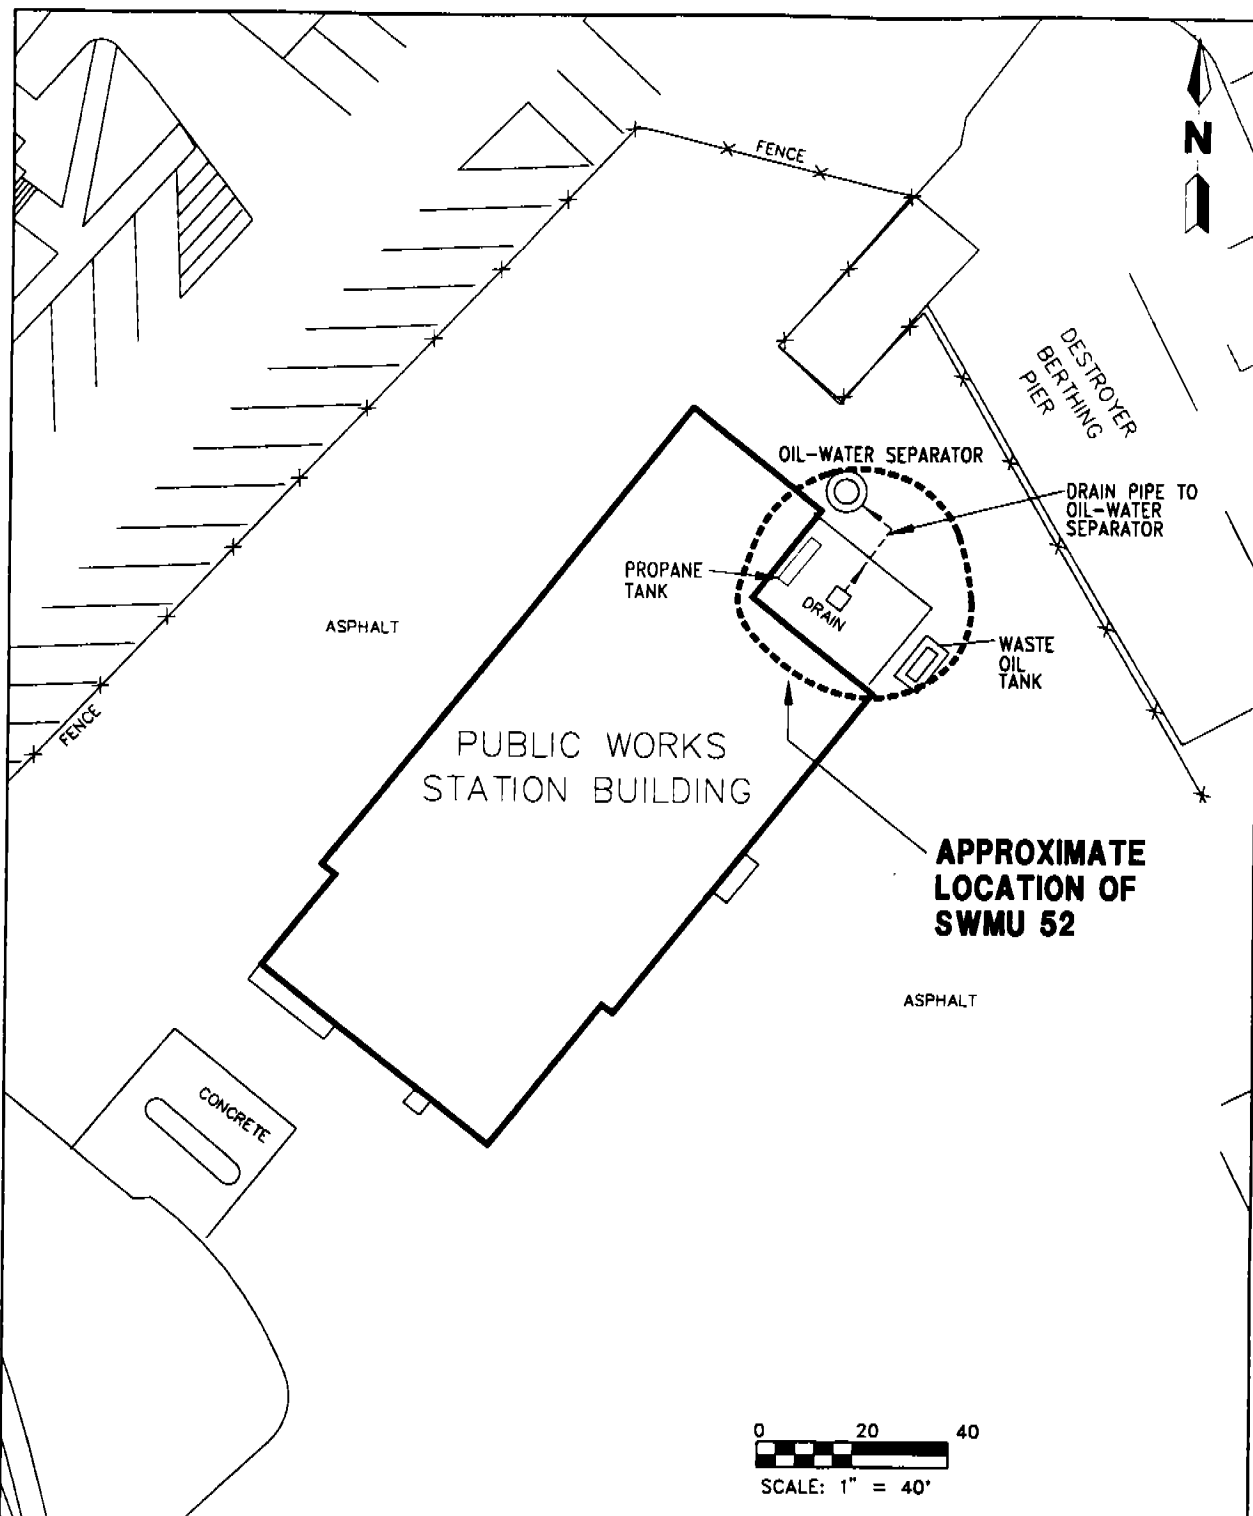 N
FENCE
DESTROYER
BERTHING
PIER
OIL-WATER SEPARATOR
DRAIN PIPE TO
OIL-WATER
SEPARATOR
PROPANE
TANK
DRAIN
ASPHALT
WASTE
OIL
TANK
FENCE
PUBLIC WORKS
STATION BUILDING
APPROXIMATE
LOCATION OF
SWMU 52
ASPHALT
CONCRETE
0 20 40
SCALE: 1" = 40'